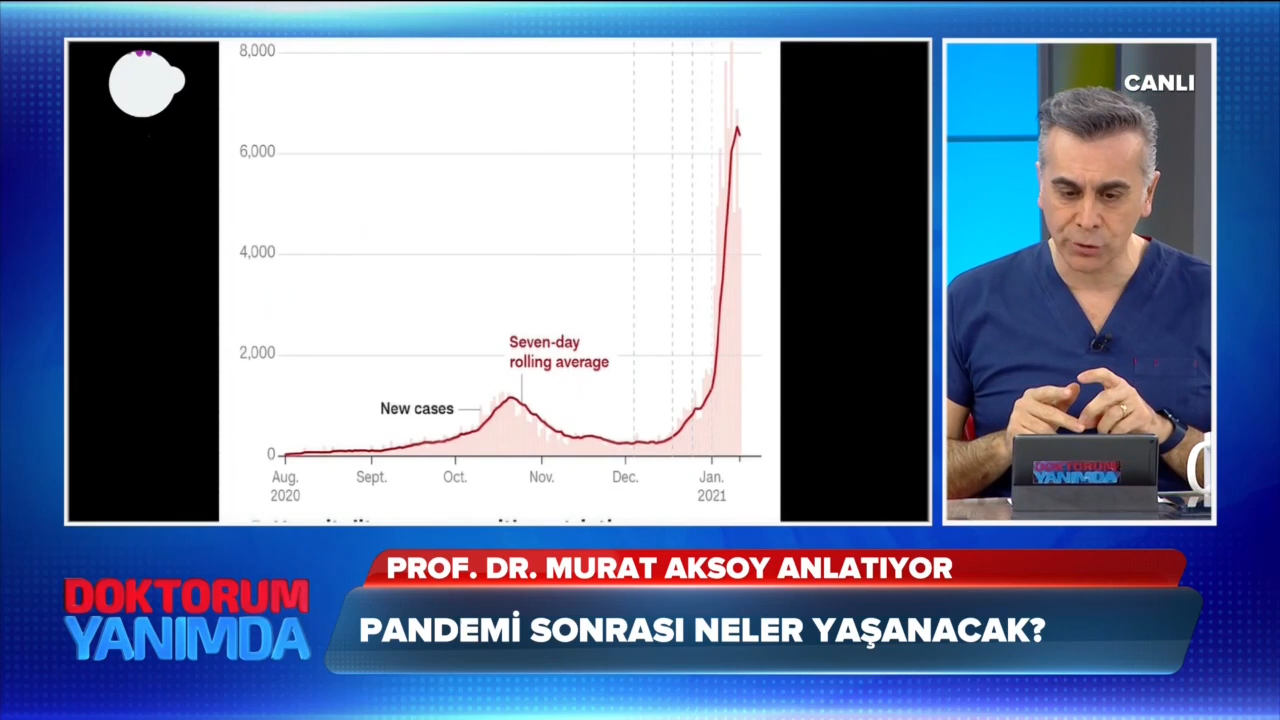 8,000
6,000
4,000
2,000
0
Seven-day
rolling average
New cases
Aug.
2020
Sept.
Oct.
Nov.
Dec.
Jan.
2021
CANLI
DOKTORUM
YANIMDA
PROF. DR. MURAT AKSOY ANLATIYOR
DOKTORUM
YANIMDA
PANDEMİ SONRASI NELER YAŞANACAK?